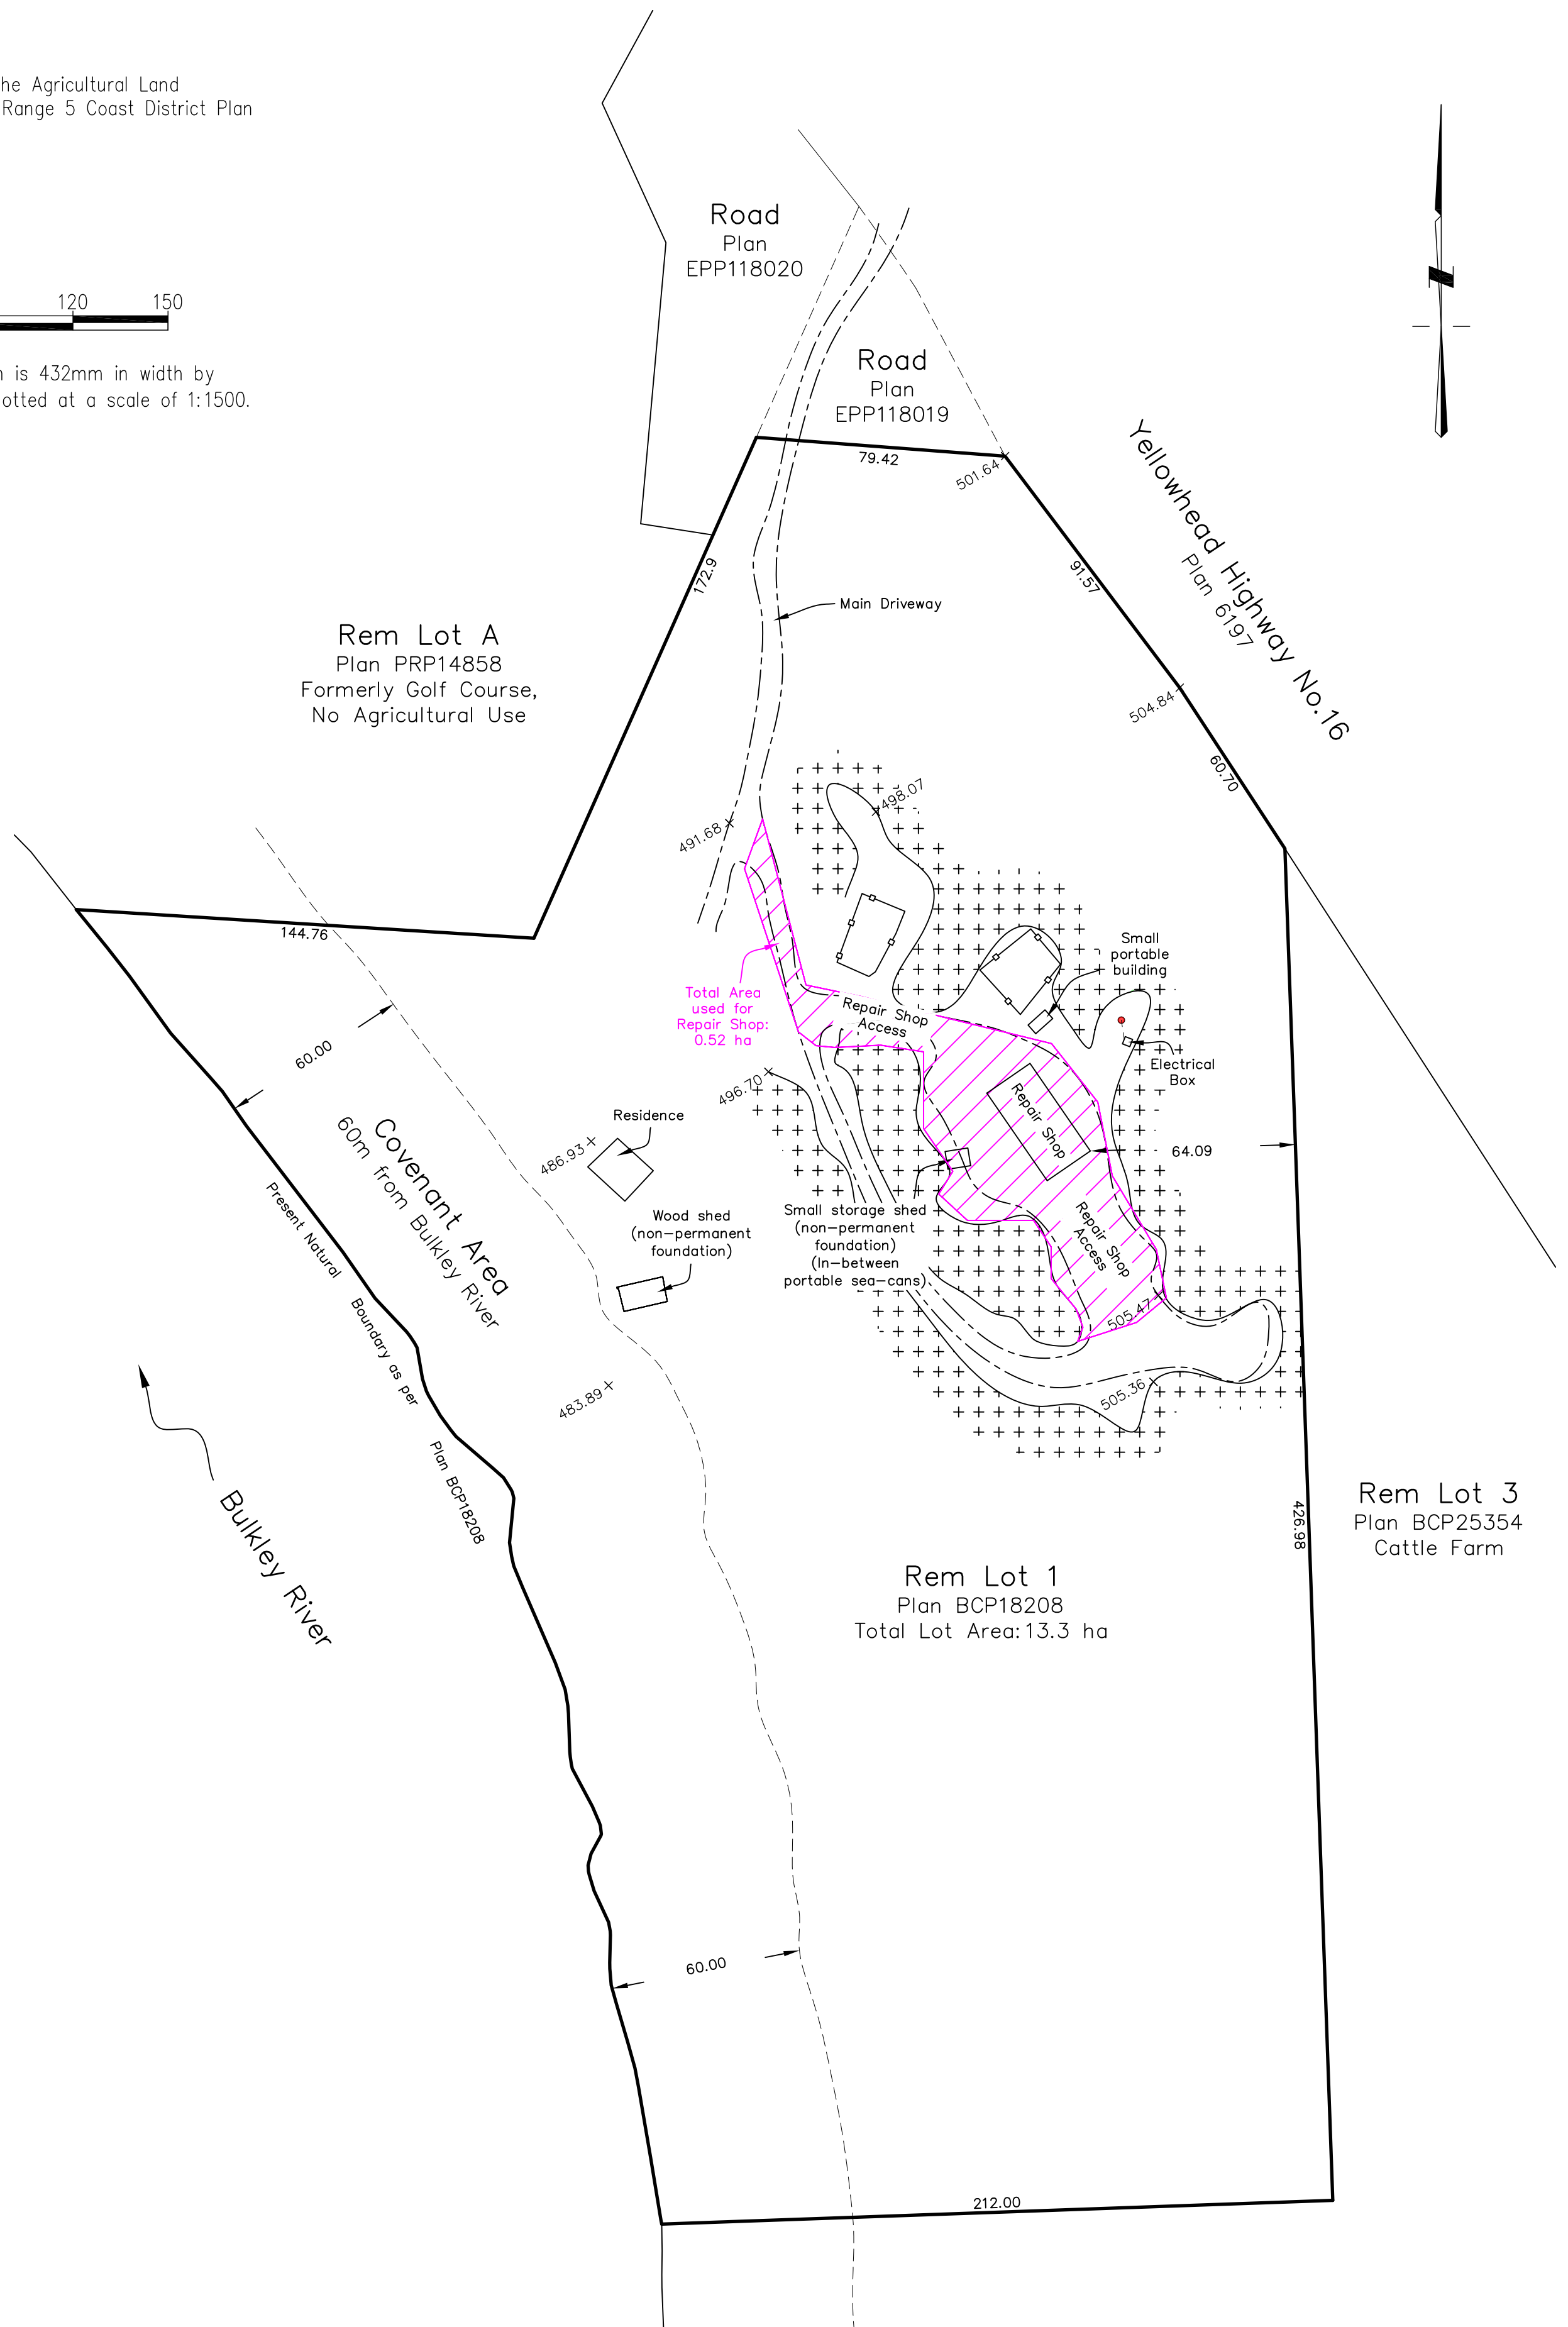 he Agricultural Land
Range 5 Coast District Plan
120 150
is 432mm in width by
otted at a scale of 1:1500.
Road
Plan
EPP118020
Road
Plan
EPP118019
N
79.42
501.64
Yellowhead Highway No.16
Plan 6197
91.57
172.9
Main Driveway
Rem Lot A
Plan PRP14858
Formerly Golf Course,
No Agricultural Use
504.84
60.70
498.07
491.68
144.76
Small
portable
building
Total Area
used for
Repair Shop:
0.52 ha
Repair Shop
Access
Electrical
Box
60.00
496.70
Repair Shop
Residence
486.93
64.09
Covenant Area
60m from Bulkley River
Wood shed
(non-permanent
foundation)
Small storage shed
(non-permanent
foundation)
(In-between
portable sea-cans)
Repair Shop
Access
Present Natural
Boundary as per
Plan BCP18208
505.47
505.36
483.89
Bulkley River
426.98
Rem Lot 3
Plan BCP25354
Cattle Farm
Rem Lot 1
Plan BCP18208
Total Lot Area: 13.3 ha
60.00
212.00